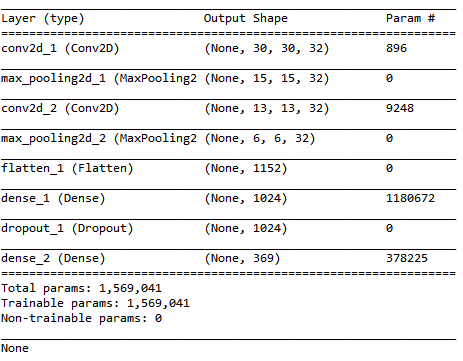 Layer (type) Output Shape Param #
=================================================================
conv2d_1 (Conv2D) (None, 30, 30, 32) 896
max_pooling2d_1 (MaxPooling2 (None, 15, 15, 32) 0
conv2d_2 (Conv2D) (None, 13, 13, 32) 9248
max_pooling2d_2 (MaxPooling2 (None, 6, 6, 32) 0
flatten_1 (Flatten) (None, 1152) 0
dense_1 (Dense) (None, 1024) 1180672
dropout_1 (Dropout) (None, 1024) 0
dense_2 (Dense) (None, 369) 378225
=================================================================
Total params: 1,569,041
Trainable params: 1,569,041
Non-trainable params: 0
None